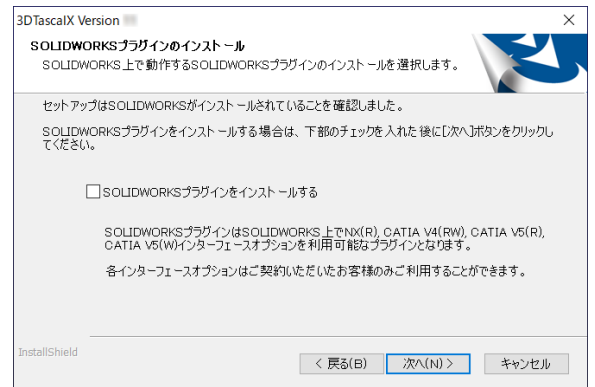 3DTascalX Version
SOLIDWORKSプラグインのインストール
SOLIDWORKS上で動作するSOLIDWORKSプラグインのインストールを選択します。
セットアップはSOLIDWORKSがインストールされていることを確認しました。
SOLIDWORKSプラグインをインストールする場合は、下部のチェックを入れた後に[次へ]ボタンをクリックし
てください。
SOLIDWORKSプラグインをインストールする
SOLIDWORKSプラグインはSOLIDWORKS上でNX(R), CATIA V4(RW), CATIA V5(R),
CATIA V5(W)インターフェースオプションを利用可能なプラグインとなります。
各インターフェースオプションはご契約いただいたお客様のみご利用することができます。
InstallShield
< 戻る(B)
次へ(N) >
キャンセル